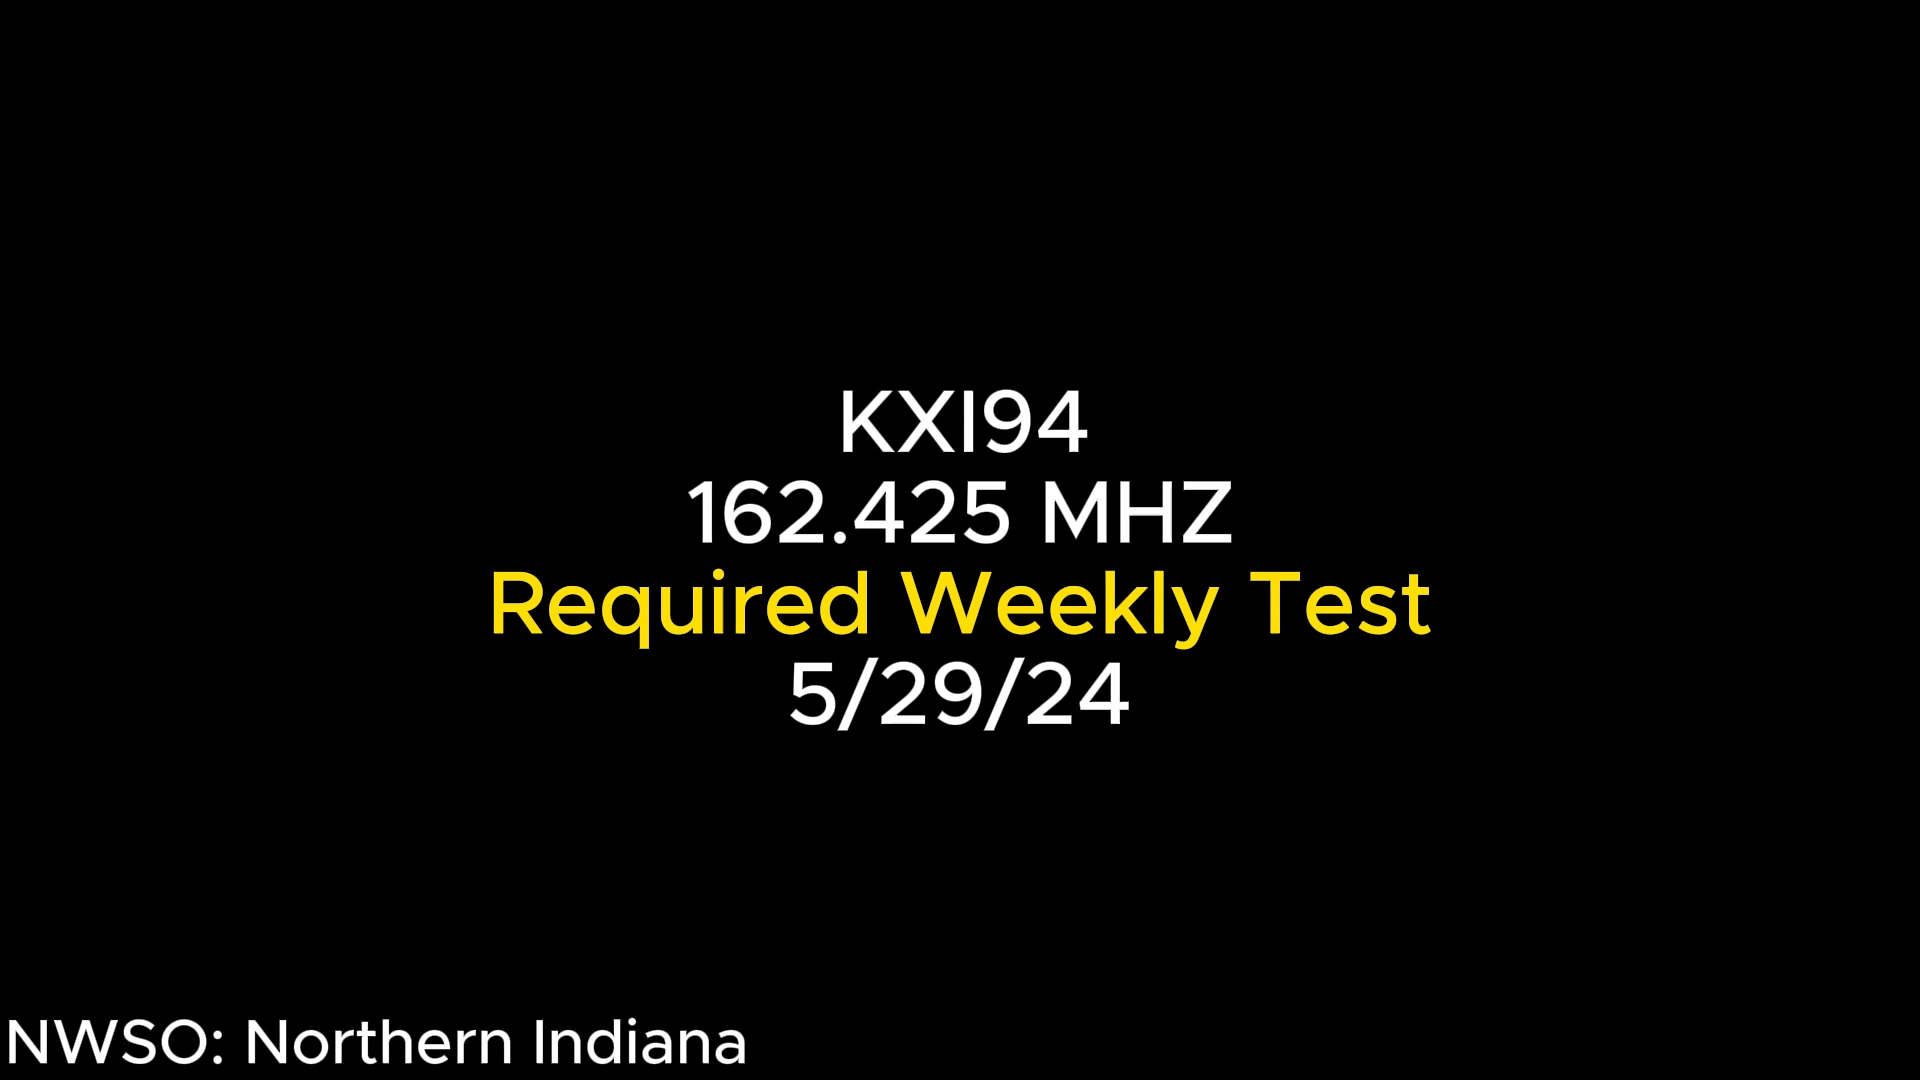 KXI94
162.425 MHZ
Required Weekly Test
5/29/24
NWSO: Northern Indiana